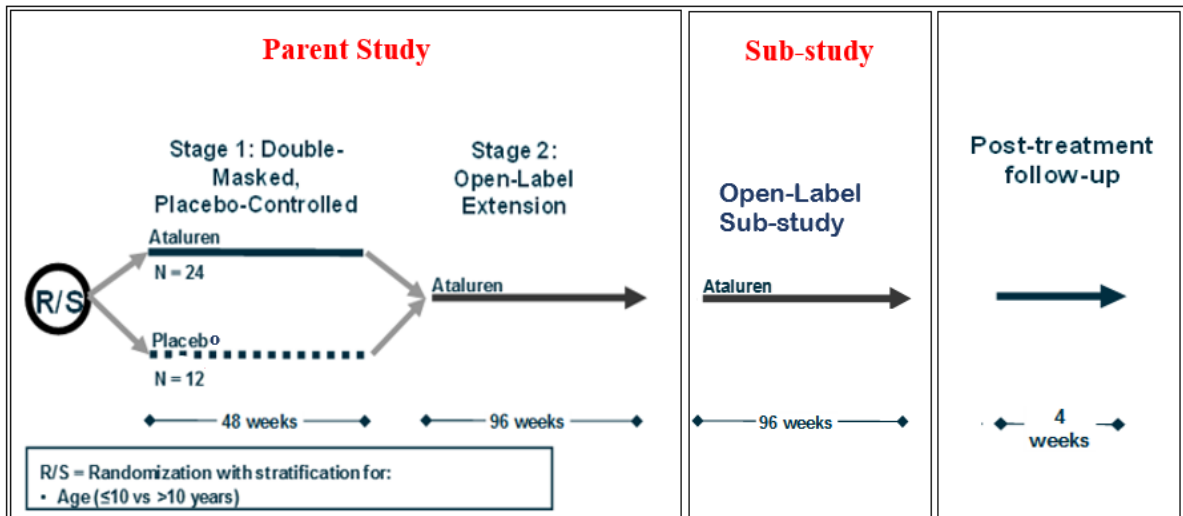 Parent Study
Stage 1: Double-
Masked,
Placebo-Controlled
Stage 2:
Open-Label
Extension
R/S
Ataluren
N = 24
Placebo
N = 12
Ataluren
48 weeks
96 weeks
R/S = Randomization with stratification for:
• Age (≤10 vs >10 years)
Sub-study
Open-Label
Sub-study
Ataluren
96 weeks
Post-treatment
follow-up
4
weeks